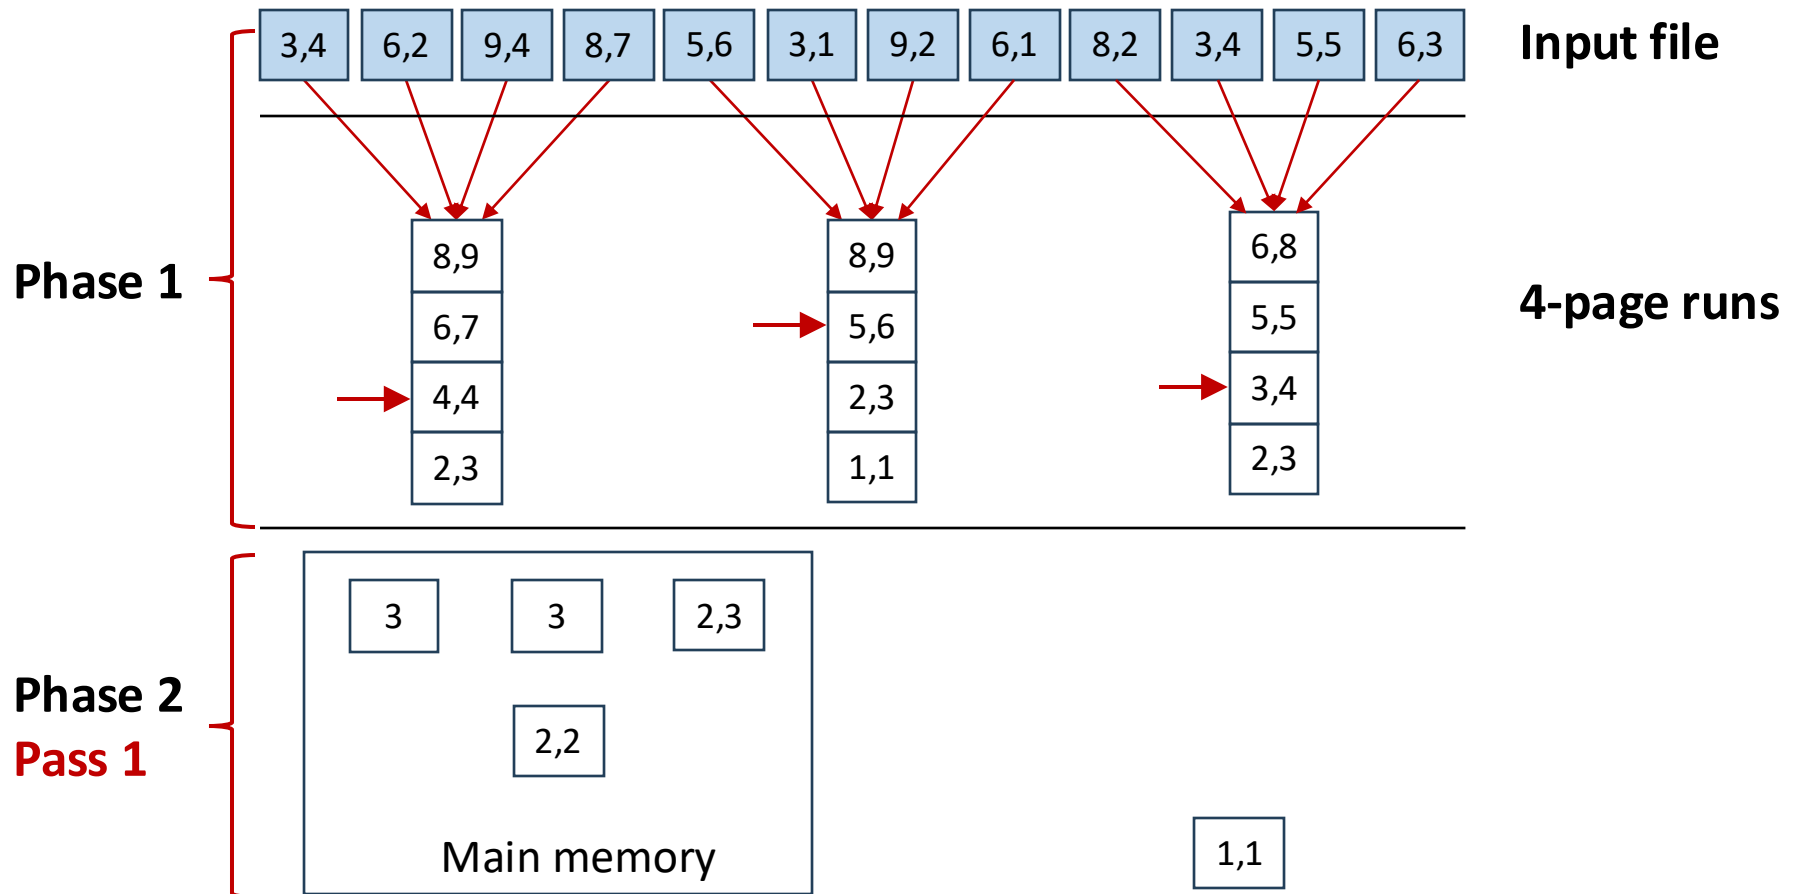 3,4 6,2 9,4 8,7 5,6 3,1 9,2 6,1 8,2 3,4 5,5 6,3 Input file
Phase 1
8,9
6,7
4,4
2,3
8,9
5,6
2,3
1,1
6,8
5,5
3,4
2,3
4-page runs
Phase 2
Pass 1
3 3 2,3
2,2
Main memory
1,1